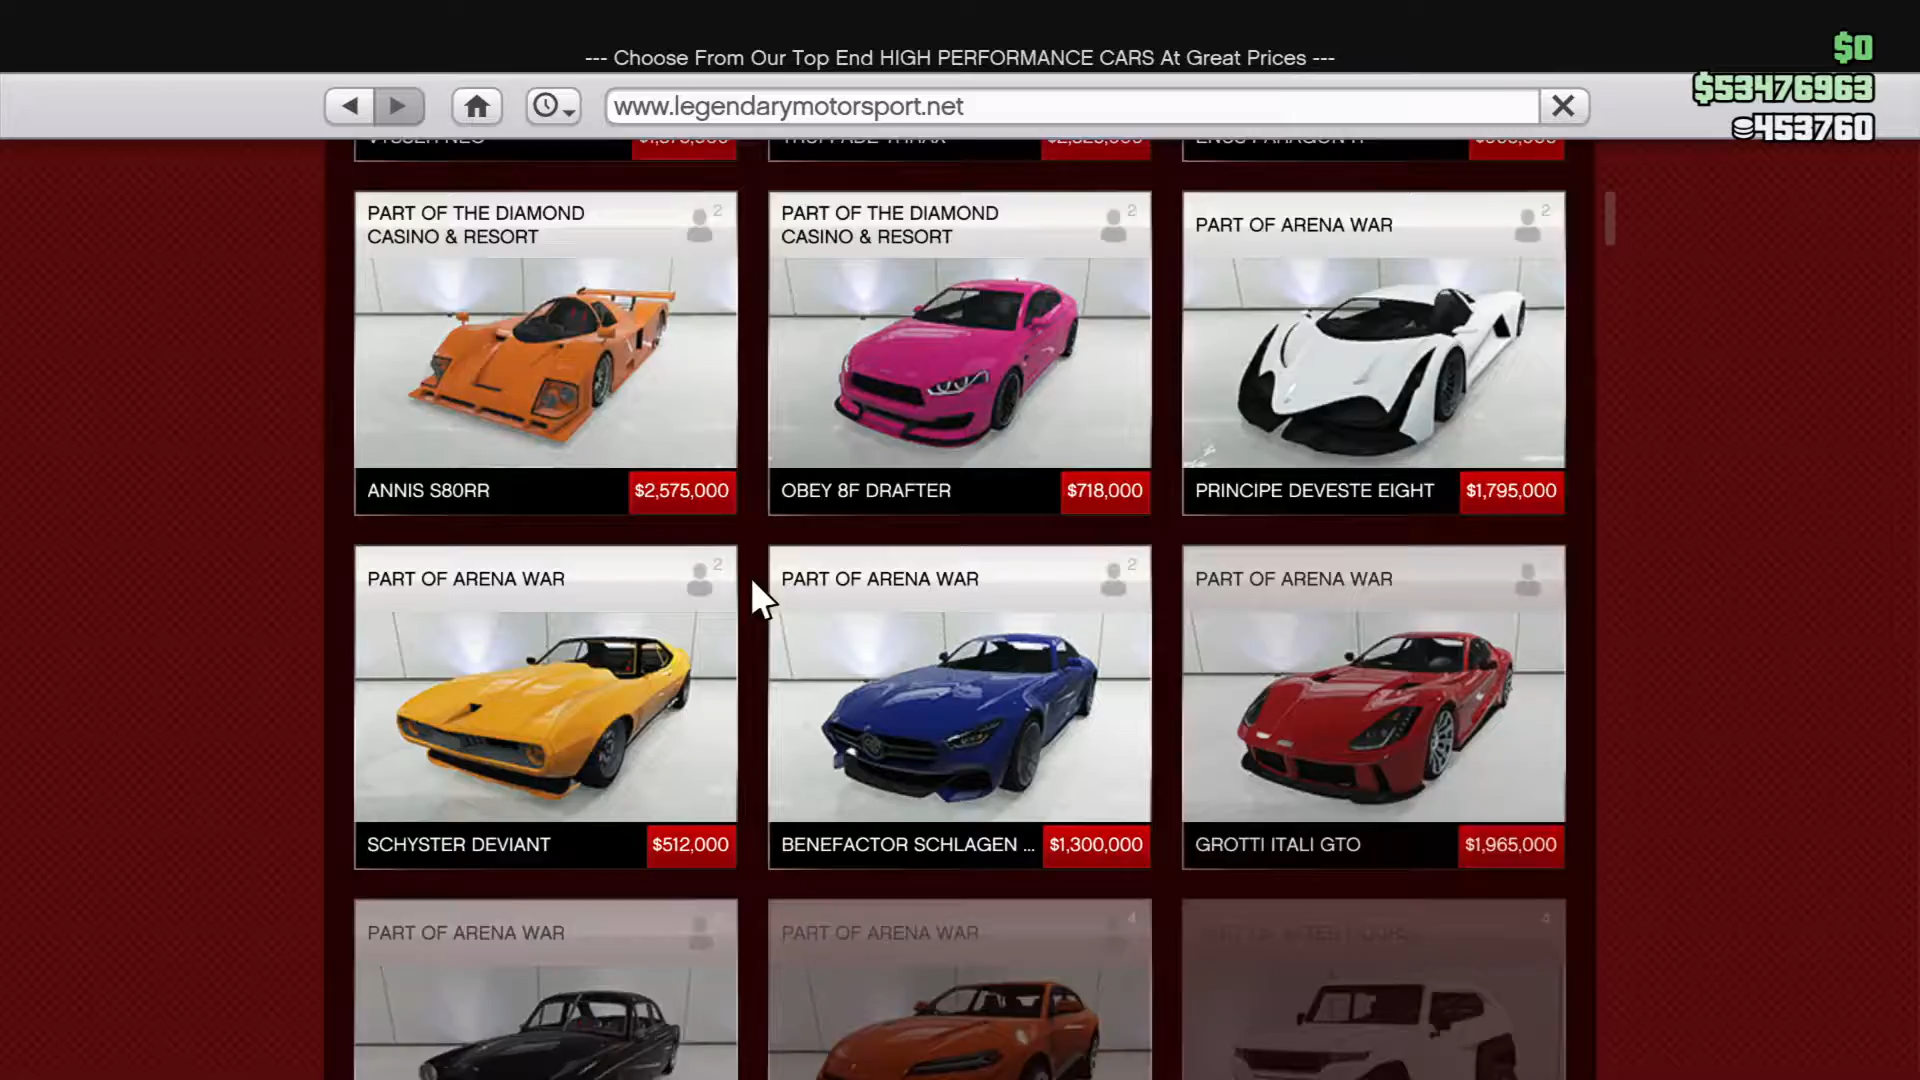 --- Choose From Our Top End HIGH PERFORMANCE CARS At Great Prices ---
$0
$53476963
453760
www.legendarymotorsport.net
PART OF THE DIAMOND
CASINO & RESORT
2
PART OF THE DIAMOND
CASINO & RESORT
2
PART OF ARENA WAR
2
ANNIS S80RR
$2,575,000
OBEY 8F DRAFTER
$718,000
PRINCIPE DEVESTE EIGHT
$1,795,000
PART OF ARENA WAR
2
PART OF ARENA WAR
2
PART OF ARENA WAR
SCHYSTER DEVIANT
$512,000
BENEFACTOR SCHLAGEN ...
$1,300,000
GROTTI ITALI GTO
$1,965,000
PART OF ARENA WAR
PART OF ARENA WAR
4
4